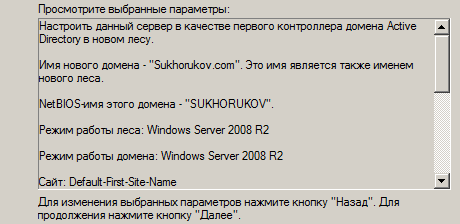 Просмотрите выбранные параметры:
Настроить данный сервер в качестве первого контроллера домена Active
Directory в новом лесу.
Имя нового домена - "Sukhorukov.com". Это имя является также именем
нового леса.
NetBIOS-имя этого домена - "SUKHORUKOV".
Режим работы леса: Windows Server 2008 R2
Режим работы домена: Windows Server 2008 R2
Сайт: Default-First-Site-Name
Для изменения выбранных параметров нажмите кнопку "Назад". Для
продолжения нажмите кнопку "Далее".